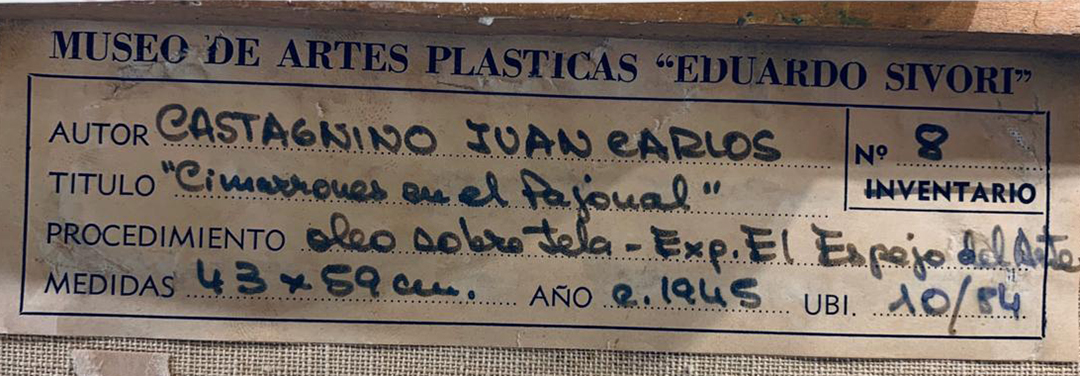 MUSEO DE ARTES PLASTICAS “EDUARDO SIVORI”
AUTOR CASTAGNINO JUAN CARLOS
Nº 8
TITULO "Cimarrones en el Pajonal"
INVENTARIO
PROCEDIMIENTO oleo sobre tela - Exp. El Espejo del Arte
MEDIDAS 43 x 59 cm. AÑO c. 1945 UBI. 10/84